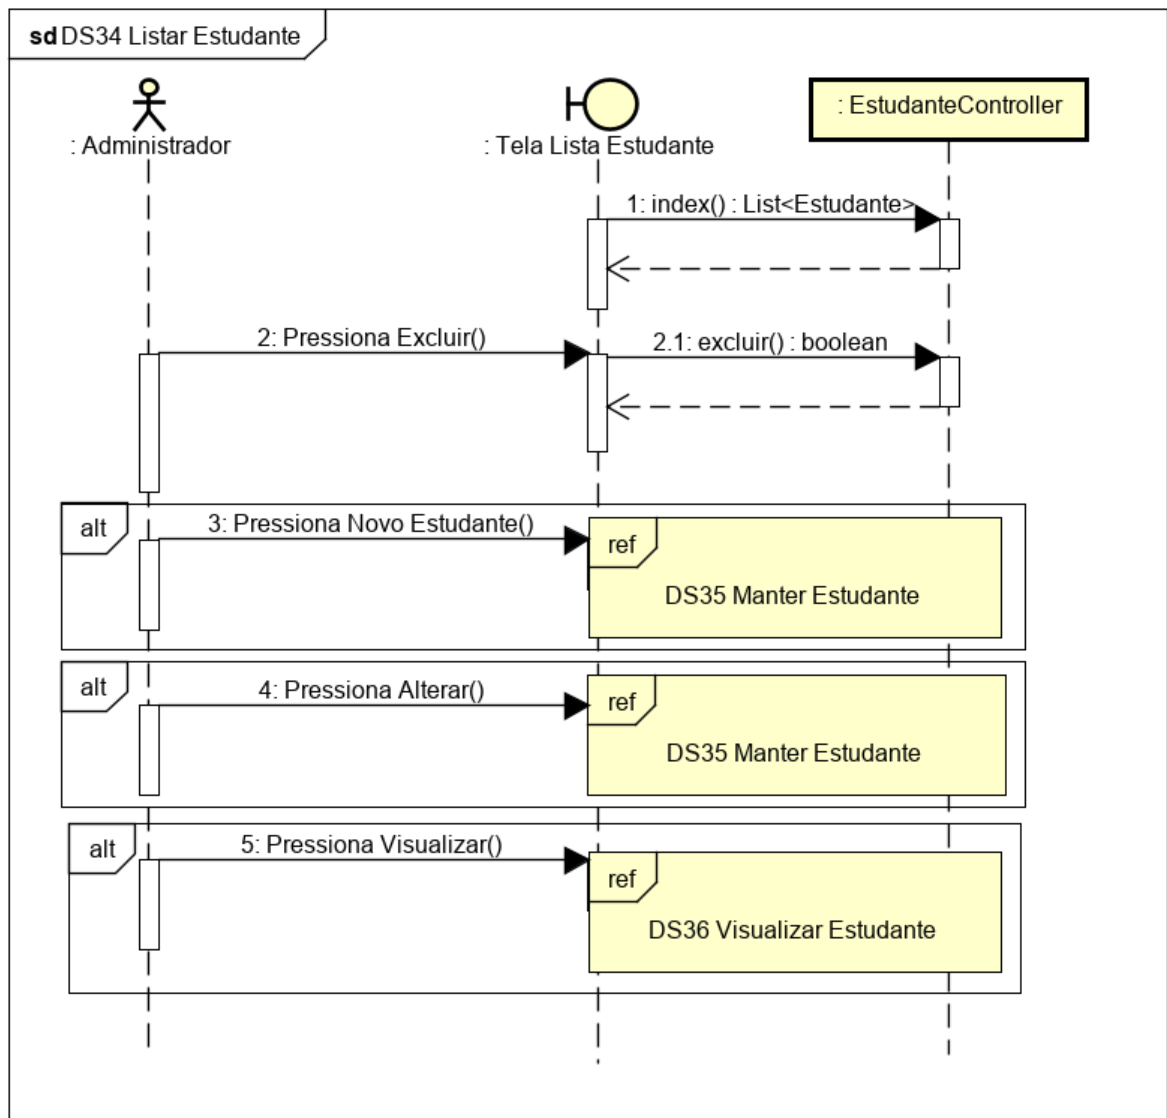 sd DS34 Listar Estudante
: Administrador
: Tela Lista Estudante
: EstudanteController
1: index() : List<Estudante>
2: Pressiona Excluir()
2.1: excluir() : boolean
alt
3: Pressiona Novo Estudante()
ref
DS35 Manter Estudante
alt
4: Pressiona Alterar()
ref
DS35 Manter Estudante
alt
5: Pressiona Visualizar()
ref
DS36 Visualizar Estudante